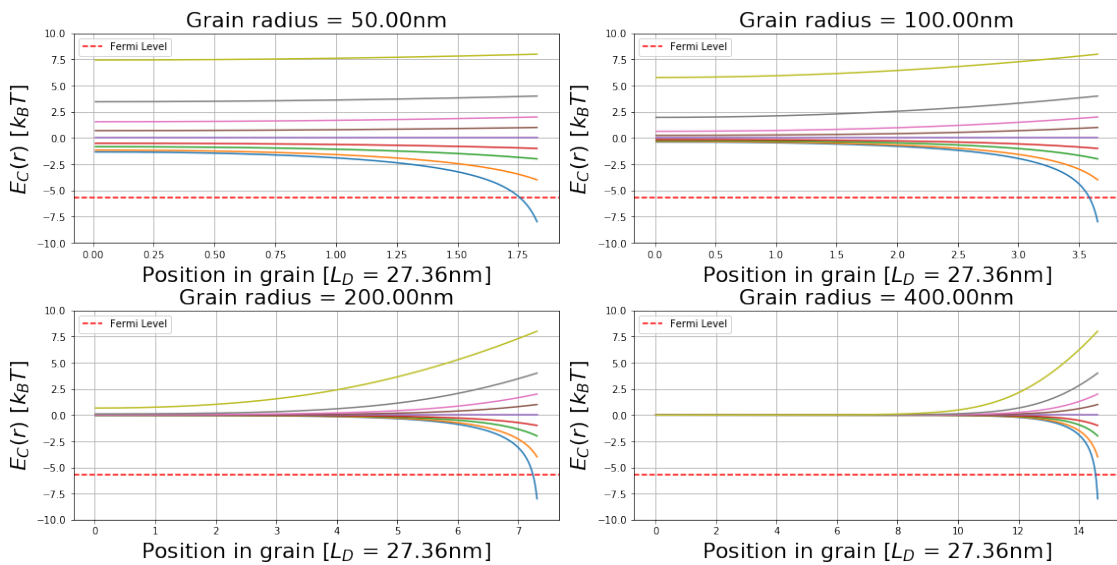 Grain radius = 50.00nm
Fermi Level
E_C(r) [k_BT]
10.0
7.5
5.0
2.5
0.0
−2.5
−5.0
−7.5
−10.0
0.00 0.25 0.50 0.75 1.00 1.25 1.50 1.75
Position in grain [L_D = 27.36nm]
Grain radius = 100.00nm
Fermi Level
E_C(r) [k_BT]
10.0
7.5
5.0
2.5
0.0
−2.5
−5.0
−7.5
−10.0
0.0 0.5 1.0 1.5 2.0 2.5 3.0 3.5
Position in grain [L_D = 27.36nm]
Grain radius = 200.00nm
Fermi Level
E_C(r) [k_BT]
10.0
7.5
5.0
2.5
0.0
−2.5
−5.0
−7.5
−10.0
0 1 2 3 4 5 6 7
Position in grain [L_D = 27.36nm]
Grain radius = 400.00nm
Fermi Level
E_C(r) [k_BT]
10.0
7.5
5.0
2.5
0.0
−2.5
−5.0
−7.5
−10.0
0 2 4 6 8 10 12 14
Position in grain [L_D = 27.36nm]